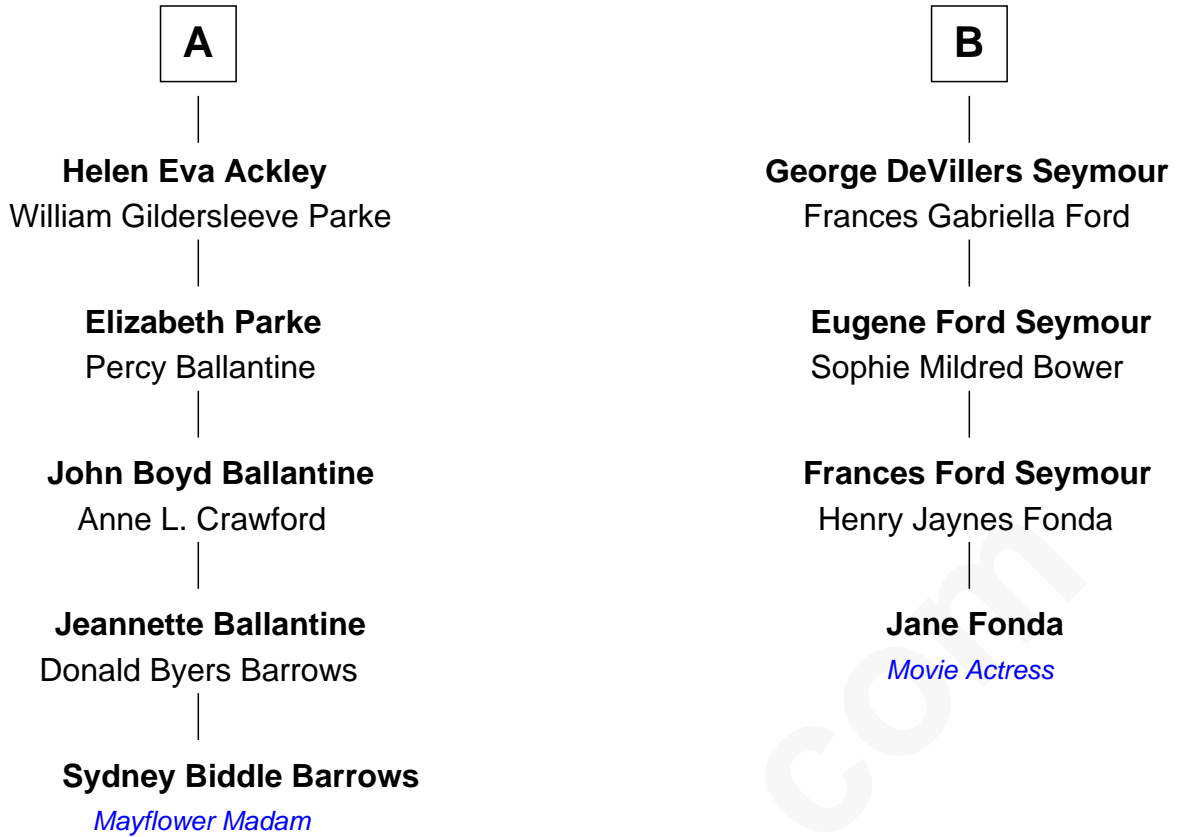 A
Helen Eva Ackley
William Gildersleeve Parke
Elizabeth Parke
Percy Ballantine
John Boyd Ballantine
Anne L. Crawford
Jeannette Ballantine
Donald Byers Barrows
Sydney Biddle Barrows
Mayflower Madam
B
George DeVillers Seymour
Frances Gabriella Ford
Eugene Ford Seymour
Sophie Mildred Bower
Frances Ford Seymour
Henry Jaynes Fonda
Jane Fonda
Movie Actress
com